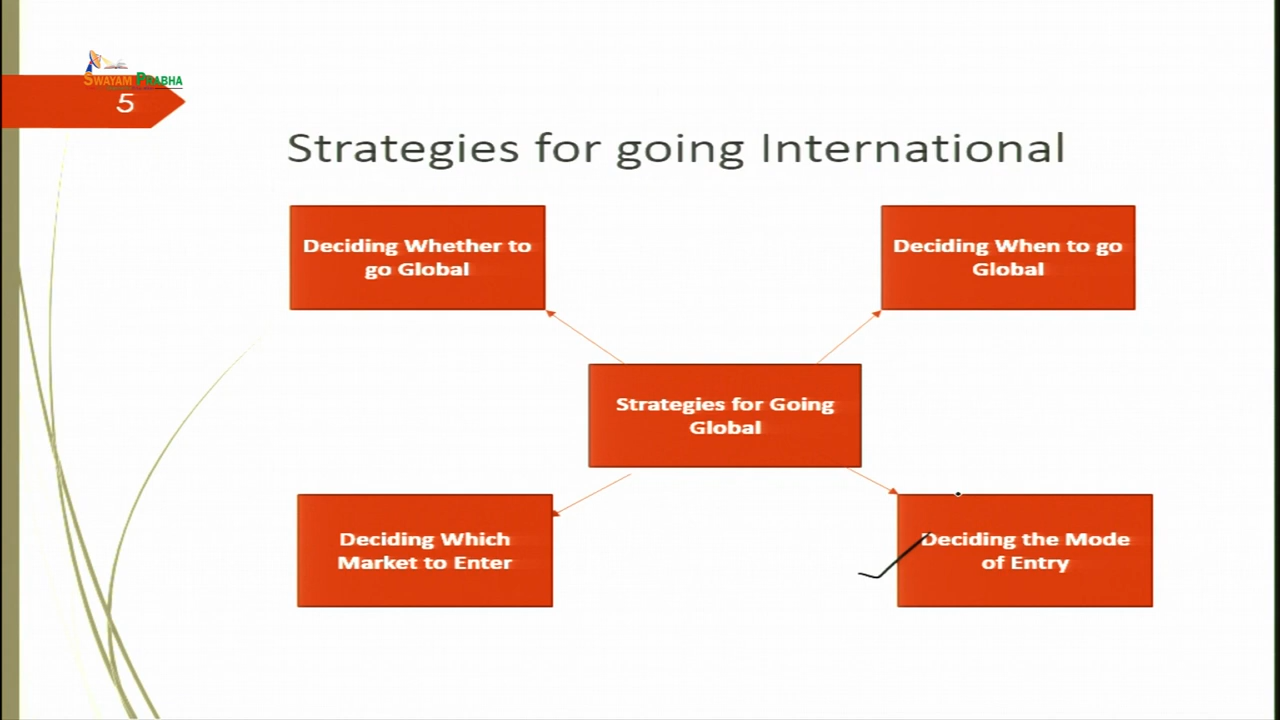 SWAYAM PRABHA
5
Strategies for going International
Deciding Whether to
go Global
Deciding When to go
Global
Strategies for Going
Global
Deciding Which
Market to Enter
Deciding the Mode
of Entry